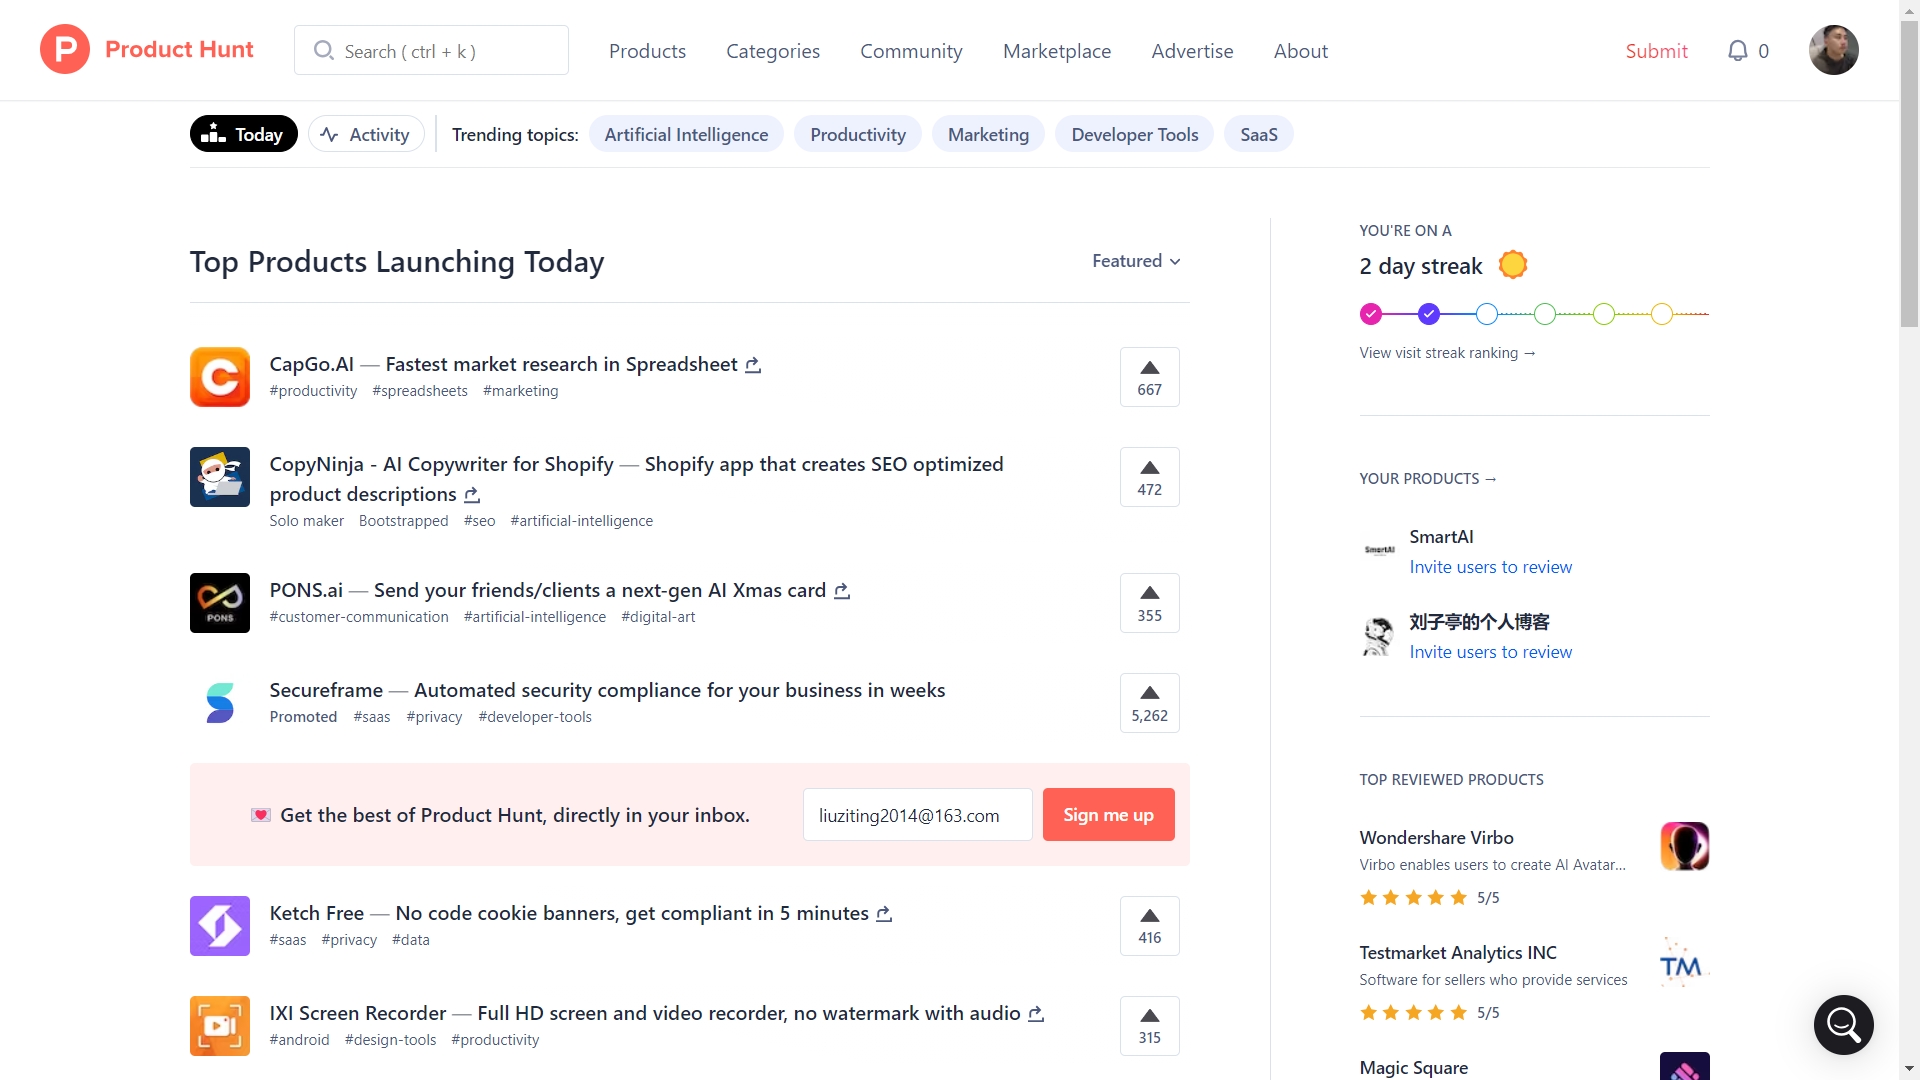 P Product Hunt
Search ( ctrl + k )
Products
Categories
Community
Marketplace
Advertise
About
Submit
0
Today
Activity
Trending topics:
Artificial Intelligence
Productivity
Marketing
Developer Tools
SaaS
Top Products Launching Today
Featured
CapGo.AI — Fastest market research in Spreadsheet
#productivity #spreadsheets #marketing
667
CopyNinja - AI Copywriter for Shopify — Shopify app that creates SEO optimized
product descriptions
Solo maker Bootstrapped #seo #artificial-intelligence
472
PONS
PONS.ai — Send your friends/clients a next-gen AI Xmas card
#customer-communication #artificial-intelligence #digital-art
355
Secureframe — Automated security compliance for your business in weeks
Promoted #saas #privacy #developer-tools
5,262
Get the best of Product Hunt, directly in your inbox.
liuziting2014@163.com
Sign me up
Ketch Free — No code cookie banners, get compliant in 5 minutes
#saas #privacy #data
416
IXI Screen Recorder — Full HD screen and video recorder, no watermark with audio
#android #design-tools #productivity
315
YOU'RE ON A
2 day streak
View visit streak ranking →
YOUR PRODUCTS →
SmartAI
SmartAI
Invite users to review
刘子亭的个人博客
Invite users to review
TOP REVIEWED PRODUCTS
Wondershare Virbo
Virbo enables users to create AI Avatar...
5/5
Testmarket Analytics INC
Software for sellers who provide services
5/5
TM
Magic Square